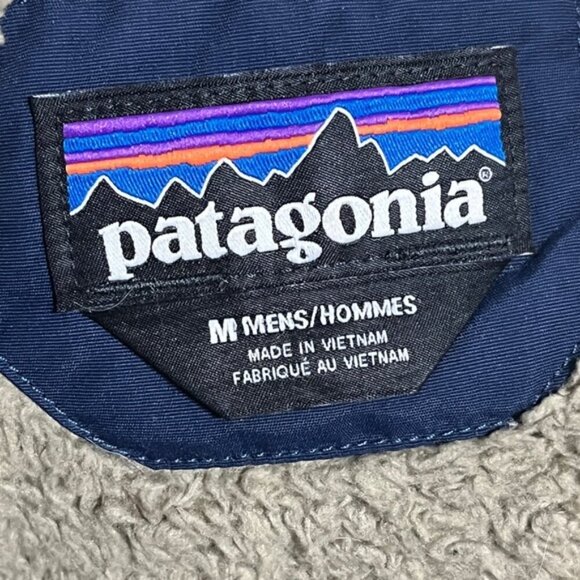 patagonia®
M MENS/HOMMES
MADE IN VIETNAM
FABRIQUÉ AU VIETNAM